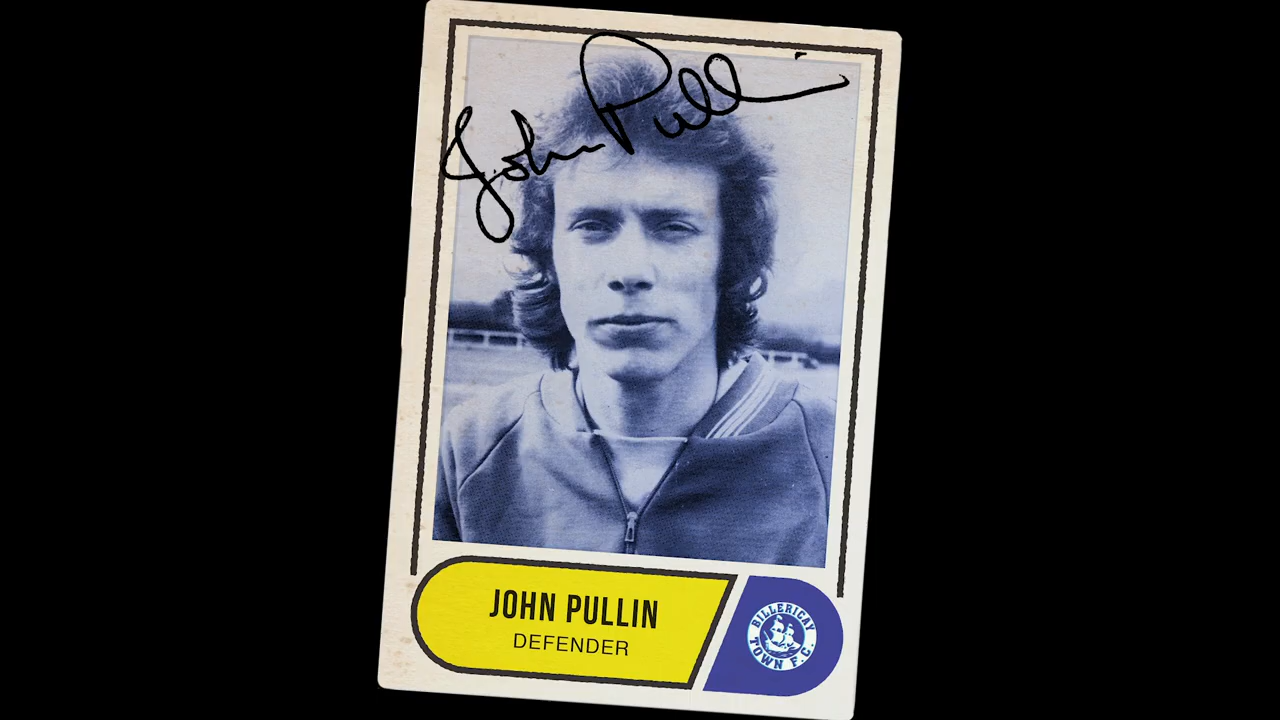 John Pullin
JOHN PULLIN
DEFENDER
BILLERICAY
TOWN F.C.